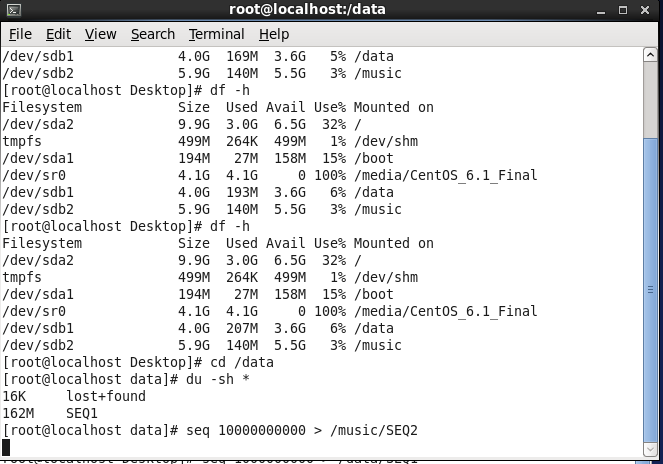 root@localhost:/data
File Edit View Search Terminal Help
/dev/sdb1 4.0G 169M 3.6G 5% /data
/dev/sdb2 5.9G 140M 5.5G 3% /music
[root@localhost Desktop]# df -h
Filesystem Size Used Avail Use% Mounted on
/dev/sda2 9.9G 3.0G 6.5G 32% /
tmpfs 499M 264K 499M 1% /dev/shm
/dev/sda1 194M 27M 158M 15% /boot
/dev/sr0 4.1G 4.1G 0 100% /media/CentOS_6.1_Final
/dev/sdb1 4.0G 193M 3.6G 6% /data
/dev/sdb2 5.9G 140M 5.5G 3% /music
[root@localhost Desktop]# df -h
Filesystem Size Used Avail Use% Mounted on
/dev/sda2 9.9G 3.0G 6.5G 32% /
tmpfs 499M 264K 499M 1% /dev/shm
/dev/sda1 194M 27M 158M 15% /boot
/dev/sr0 4.1G 4.1G 0 100% /media/CentOS_6.1_Final
/dev/sdb1 4.0G 207M 3.6G 6% /data
/dev/sdb2 5.9G 140M 5.5G 3% /music
[root@localhost Desktop]# cd /data
[root@localhost data]# du -sh *
16K lost+found
162M SEQ1
[root@localhost data]# seq 10000000000 > /music/SEQ2